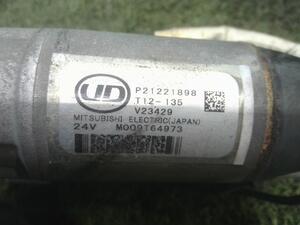 UD
P21221898
T12-135
V23429
MITSUBISHI ELECTRIC(JAPAN)
24V M009T64973